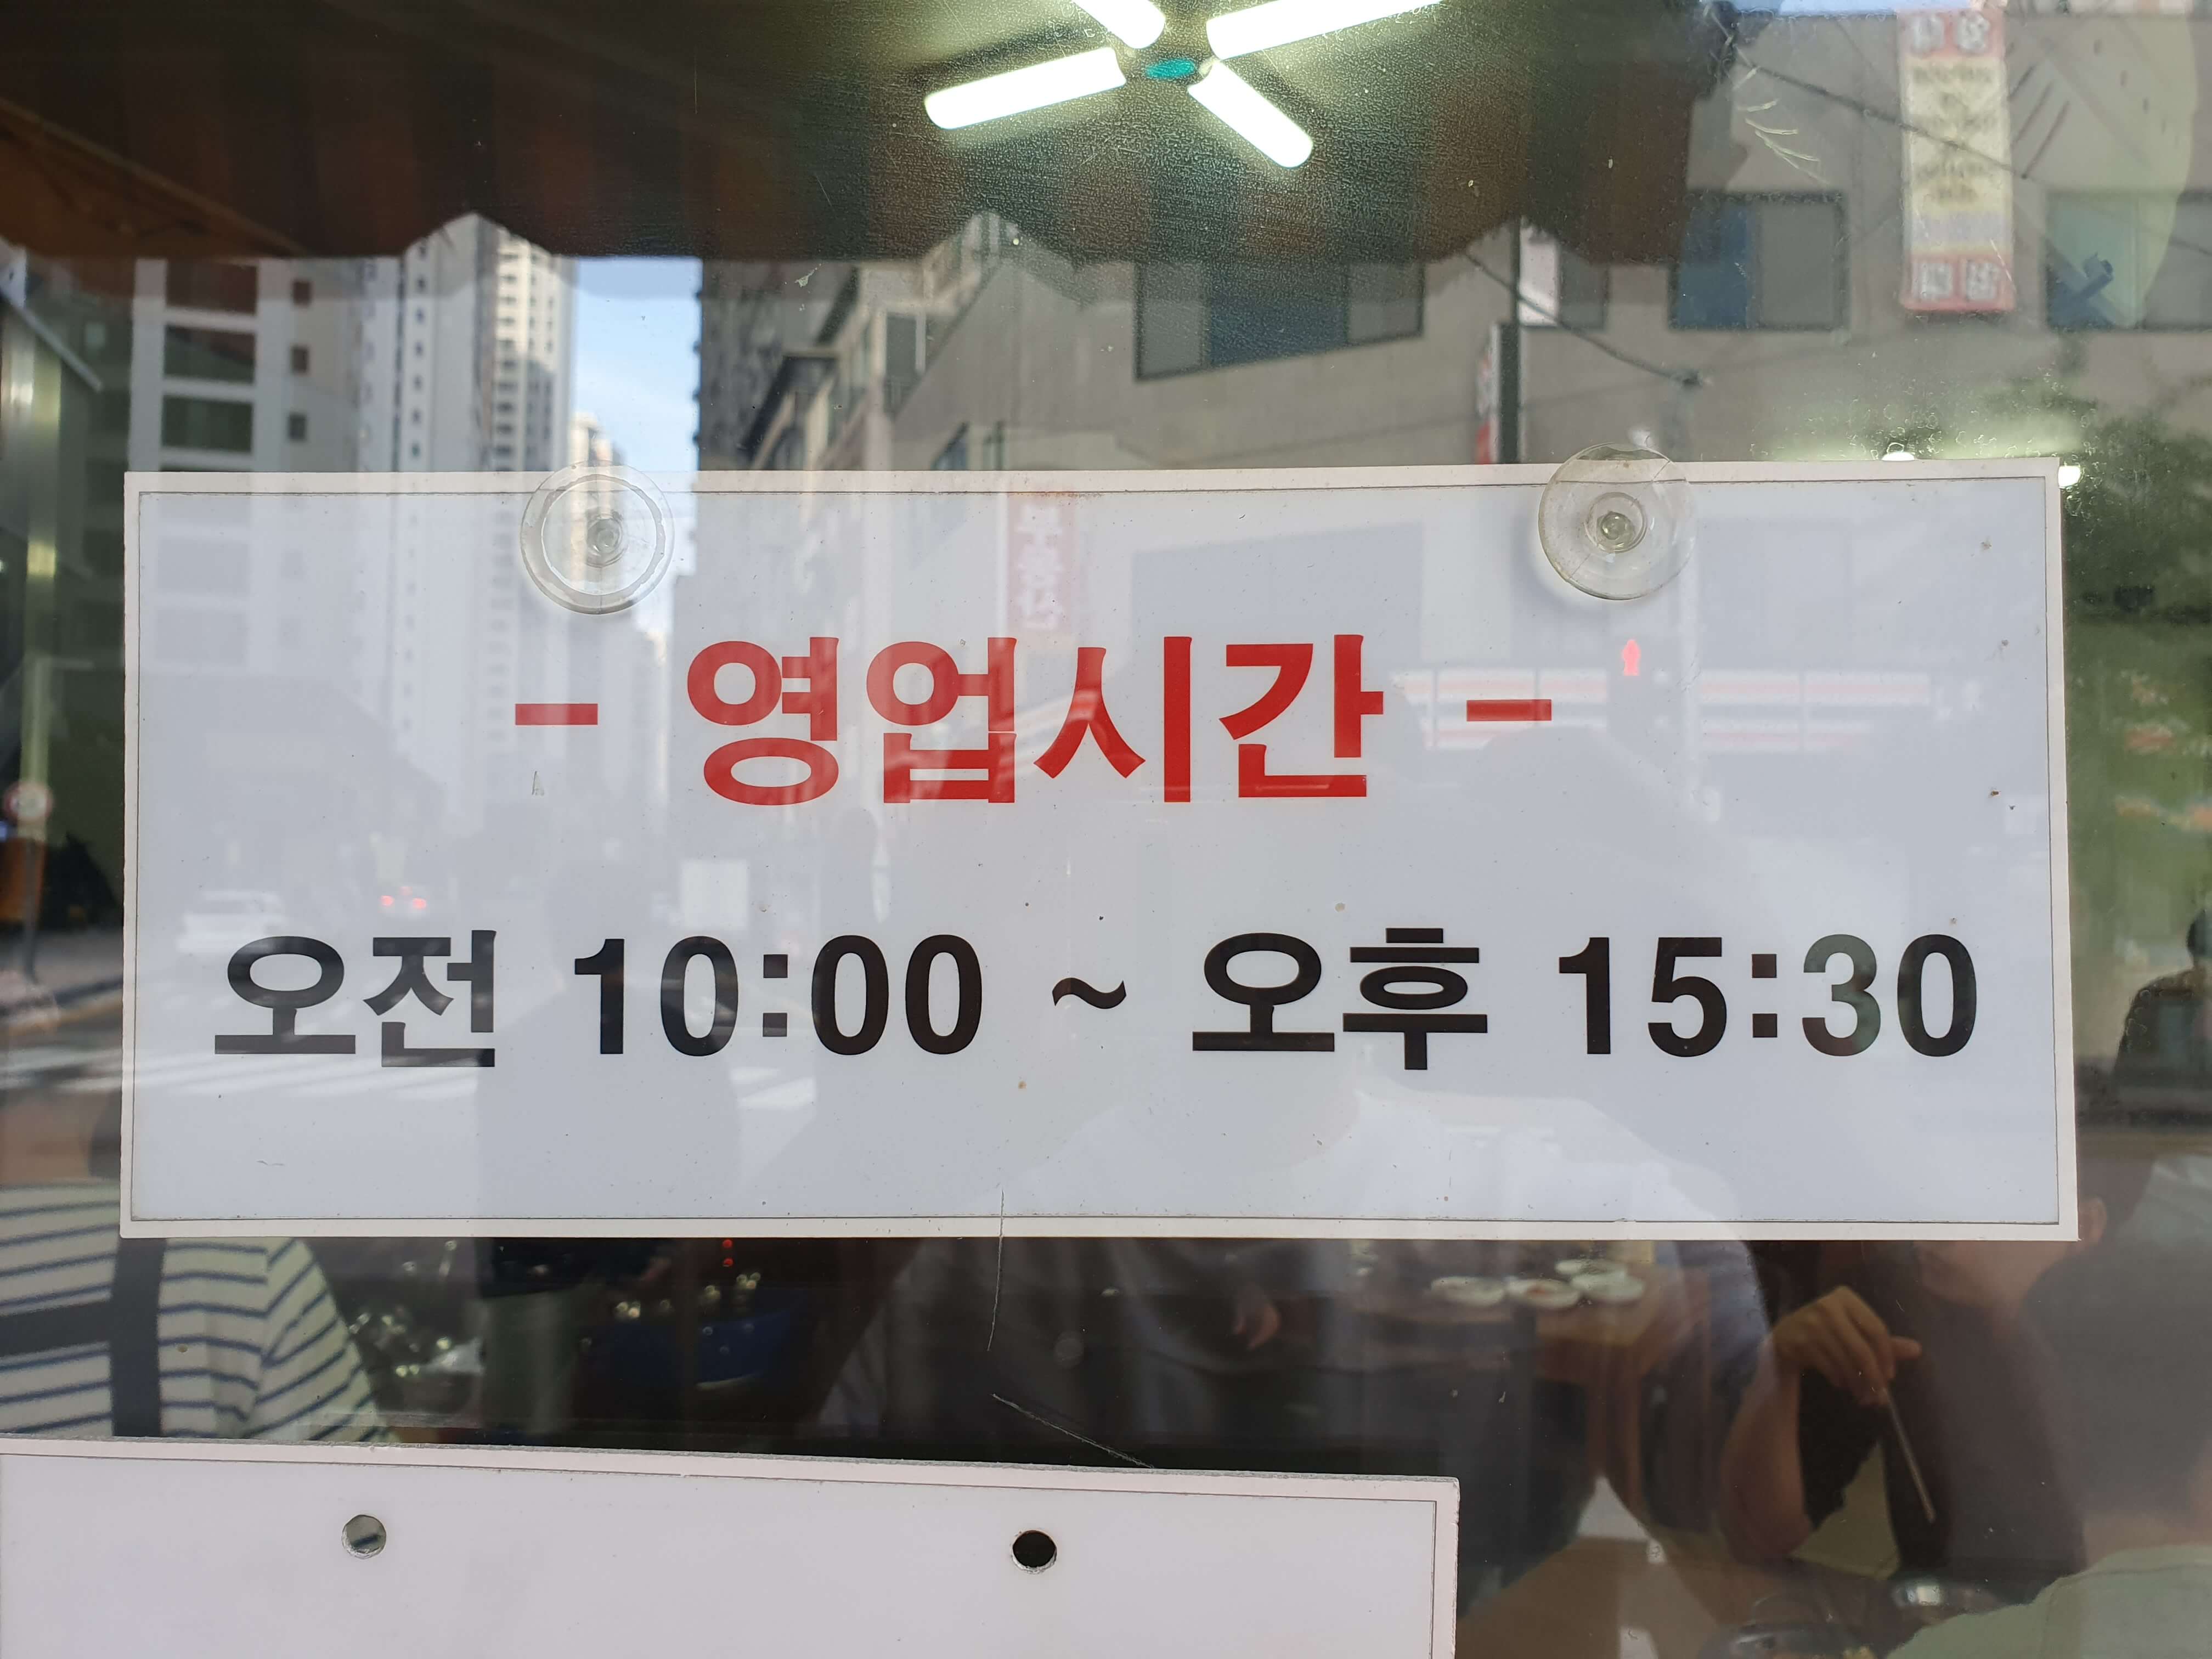 - 영업시간 -
오전 10:00 ~ 오후 15:30